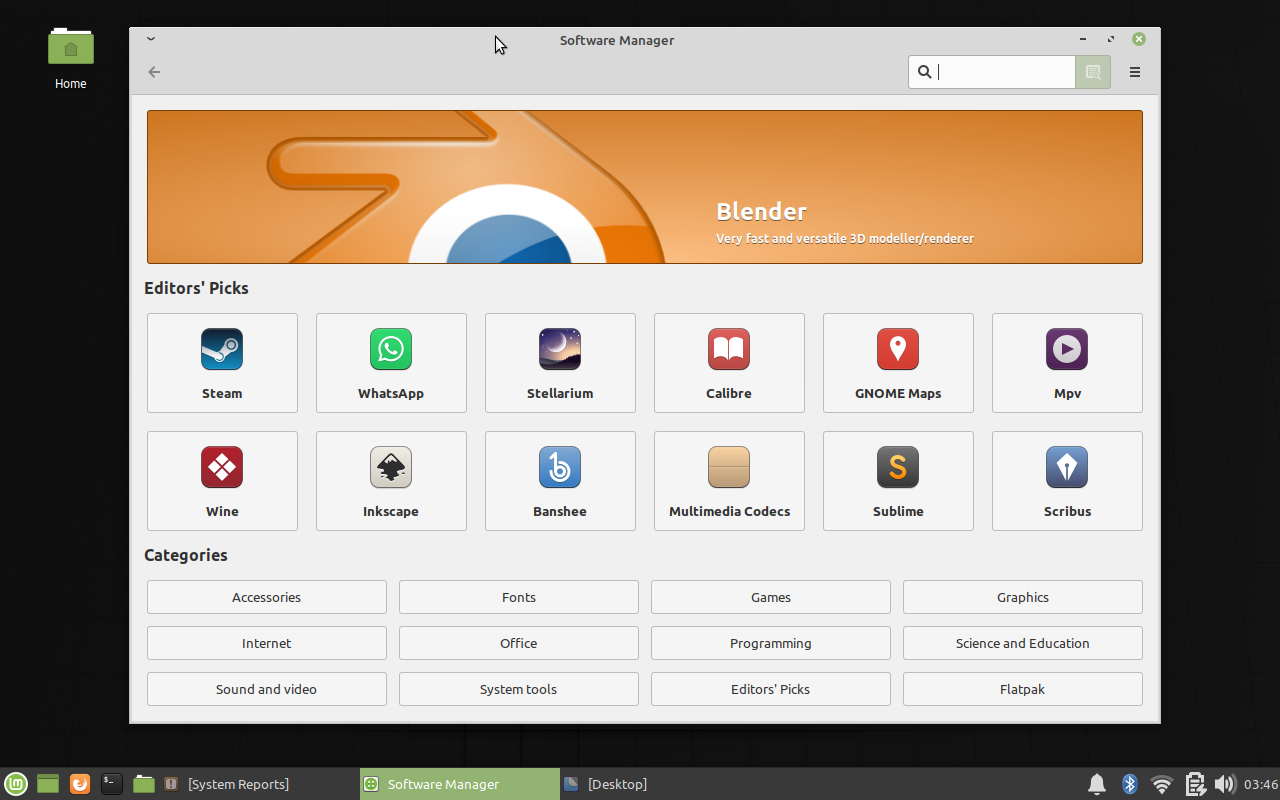 Software Manager
Home
Blender
Very fast and versatile 3D modeller/renderer
Editors' Picks
Steam WhatsApp Stellarium Calibre GNOME Maps Mpv
Wine Inkscape Banshee Multimedia Codecs Sublime Scribus
Categories
Accessories Fonts Games Graphics
Internet Office Programming Science and Education
Sound and video System tools Editors' Picks Flatpak
[System Reports] Software Manager [Desktop] 03:46